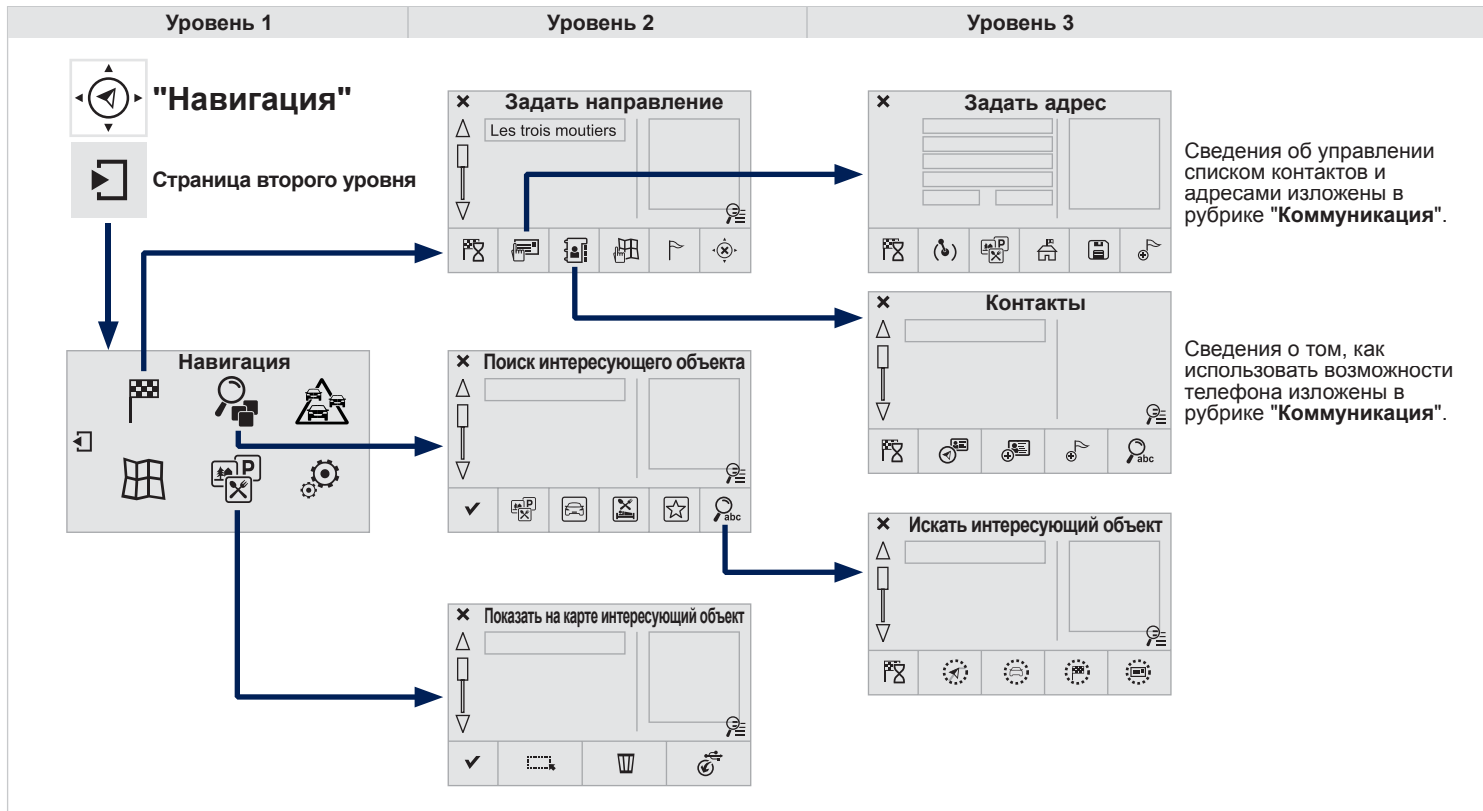 Уровень 1
Уровень 2
Уровень 3
"Навигация"
Страница второго уровня
Навигация
P
Задать направление
Les trois moutiers
Поиск интересующего объекта
P
abc
Показать на карте интересующий объект
Задать адрес
P
Сведения об управлении
списком контактов и
адресами изложены в
рубрике "Коммуникация".
Контакты
abc
Сведения о том, как
использовать возможности
телефона изложены в
рубрике "Коммуникация".
Искать интересующий объект